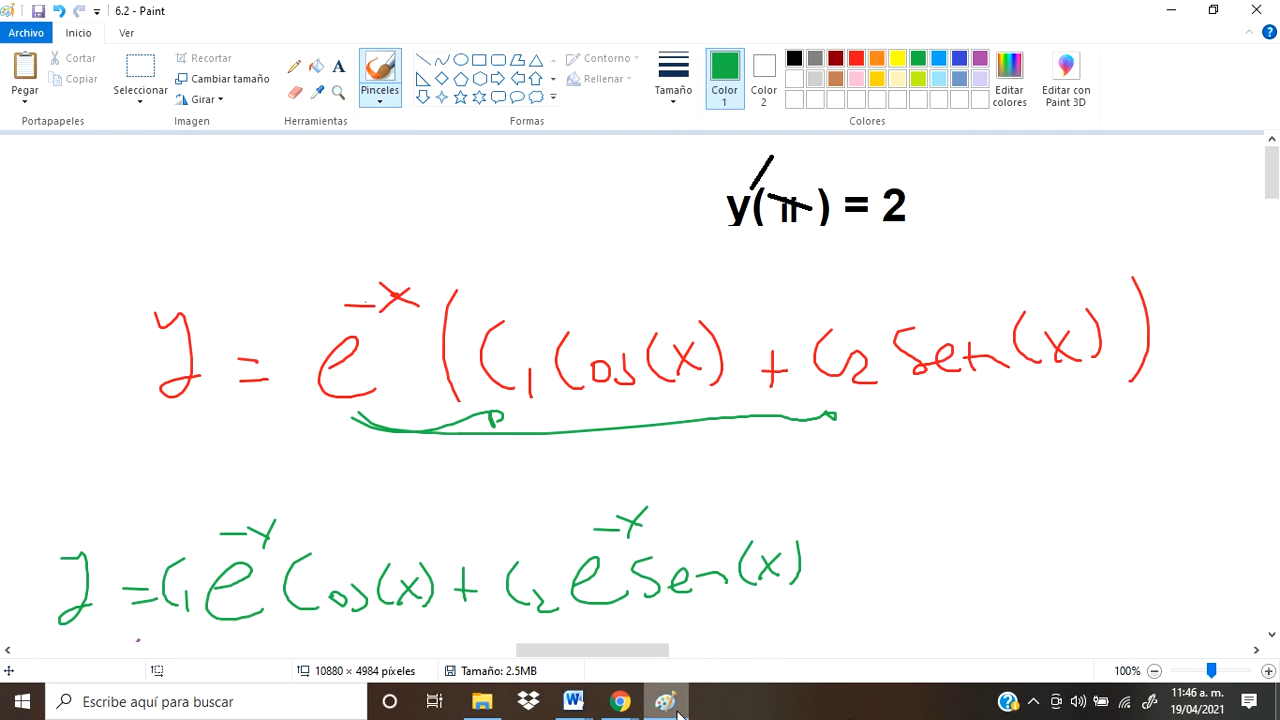 6.2 - Paint
Archivo Inicio Ver
Pegar Cortar Copiar Portapapeles
Seleccionar Recortar Cambiar tamaño Girar Imagen
Herramientas
Pinceles
Contorno Rellenar Formas
Tamaño
Color 1 Color 2 Editar colores Colores
Editar con Paint 3D
y'(π) = 2
y = e^-x (C1 Cos(x) + C2 Sen(x))
y = C1 e^-x Cos(x) + C2 e^-x Sen(x)
10880 × 4984 píxeles Tamaño: 2.5MB 100%
Escribe aquí para buscar
11:46 a. m.
19/04/2021